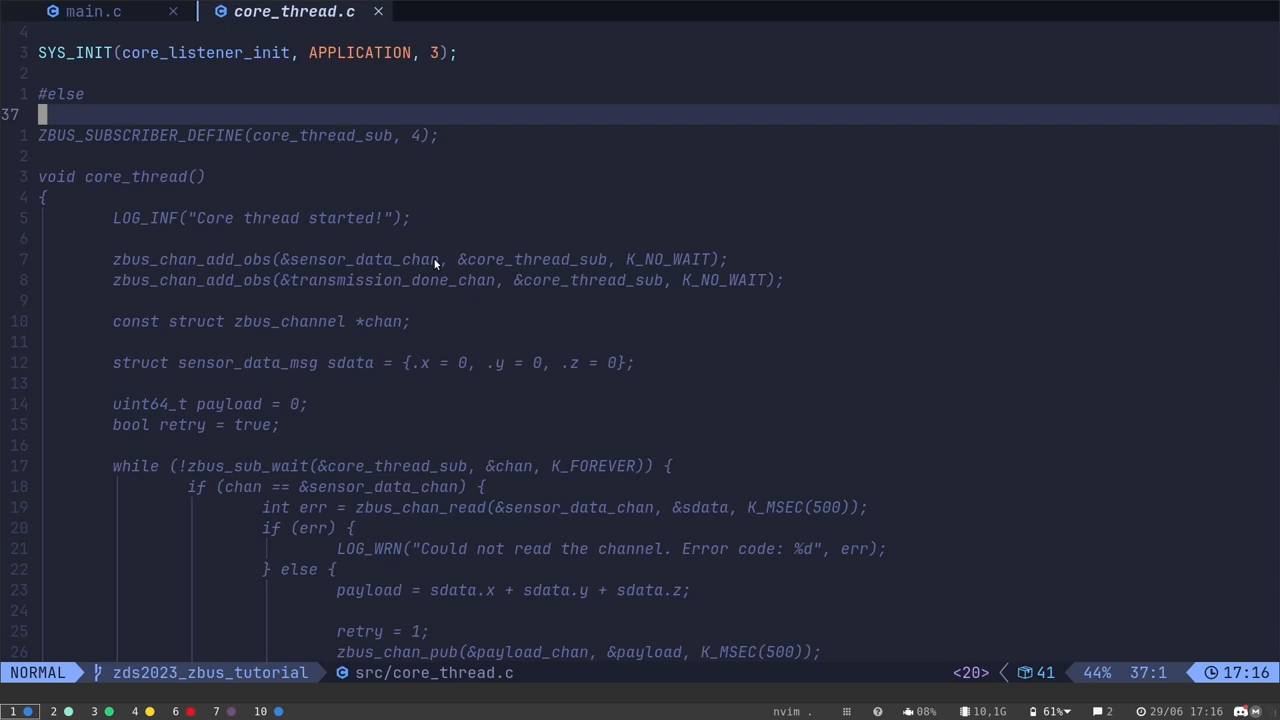 main.c core_thread.c
4
3 SYS_INIT(core_listener_init, APPLICATION, 3);
2
1 #else
37
1 ZBUS_SUBSCRIBER_DEFINE(core_thread_sub, 4);
2
3 void core_thread()
4 {
5 LOG_INF("Core thread started!");
6
7 zbus_chan_add_obs(&sensor_data_chan, &core_thread_sub, K_NO_WAIT);
8 zbus_chan_add_obs(&transmission_done_chan, &core_thread_sub, K_NO_WAIT);
9
10 const struct zbus_channel *chan;
11
12 struct sensor_data_msg sdata = {.x = 0, .y = 0, .z = 0};
13
14 uint64_t payload = 0;
15 bool retry = true;
16
17 while (!zbus_sub_wait(&core_thread_sub, &chan, K_FOREVER)) {
18 if (chan == &sensor_data_chan) {
19 int err = zbus_chan_read(&sensor_data_chan, &sdata, K_MSEC(500));
20 if (err) {
21 LOG_WRN("Could not read the channel. Error code: %d", err);
22 } else {
23 payload = sdata.x + sdata.y + sdata.z;
24
25 retry = 1;
26 zbus_chan_pub(&payload_chan, &payload, K_MSEC(500));
NORMAL zds2023_zbus_tutorial src/core_thread.c <20> 41 44% 37:1 17:16
1 2 3 4 6 7 10 nvim . 08% 10,1G 61% 2 29/06 17:16